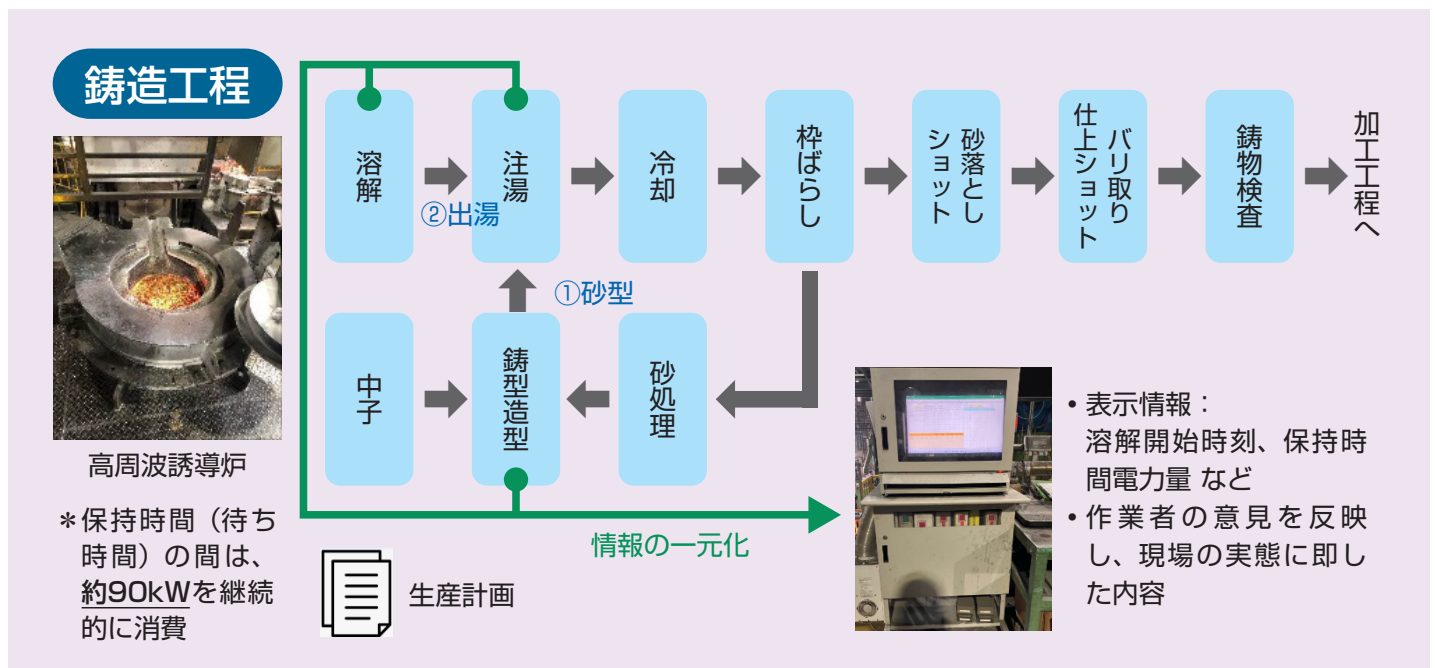 鋳造工程
溶解
注湯
冷却
枠ばらし
砂落とし
ショット
バリ取り
仕上ショット
鋳物検査
加工工程へ
②出湯
①砂型
中子
鋳型造型
砂処理
高周波誘導炉
＊保持時間（待ち
時間）の間は、
約90kWを継続
的に消費
生産計画
情報の一元化
・表示情報：
溶解開始時刻、保持時
間電力量 など
・作業者の意見を反映
し、現場の実態に即し
た内容